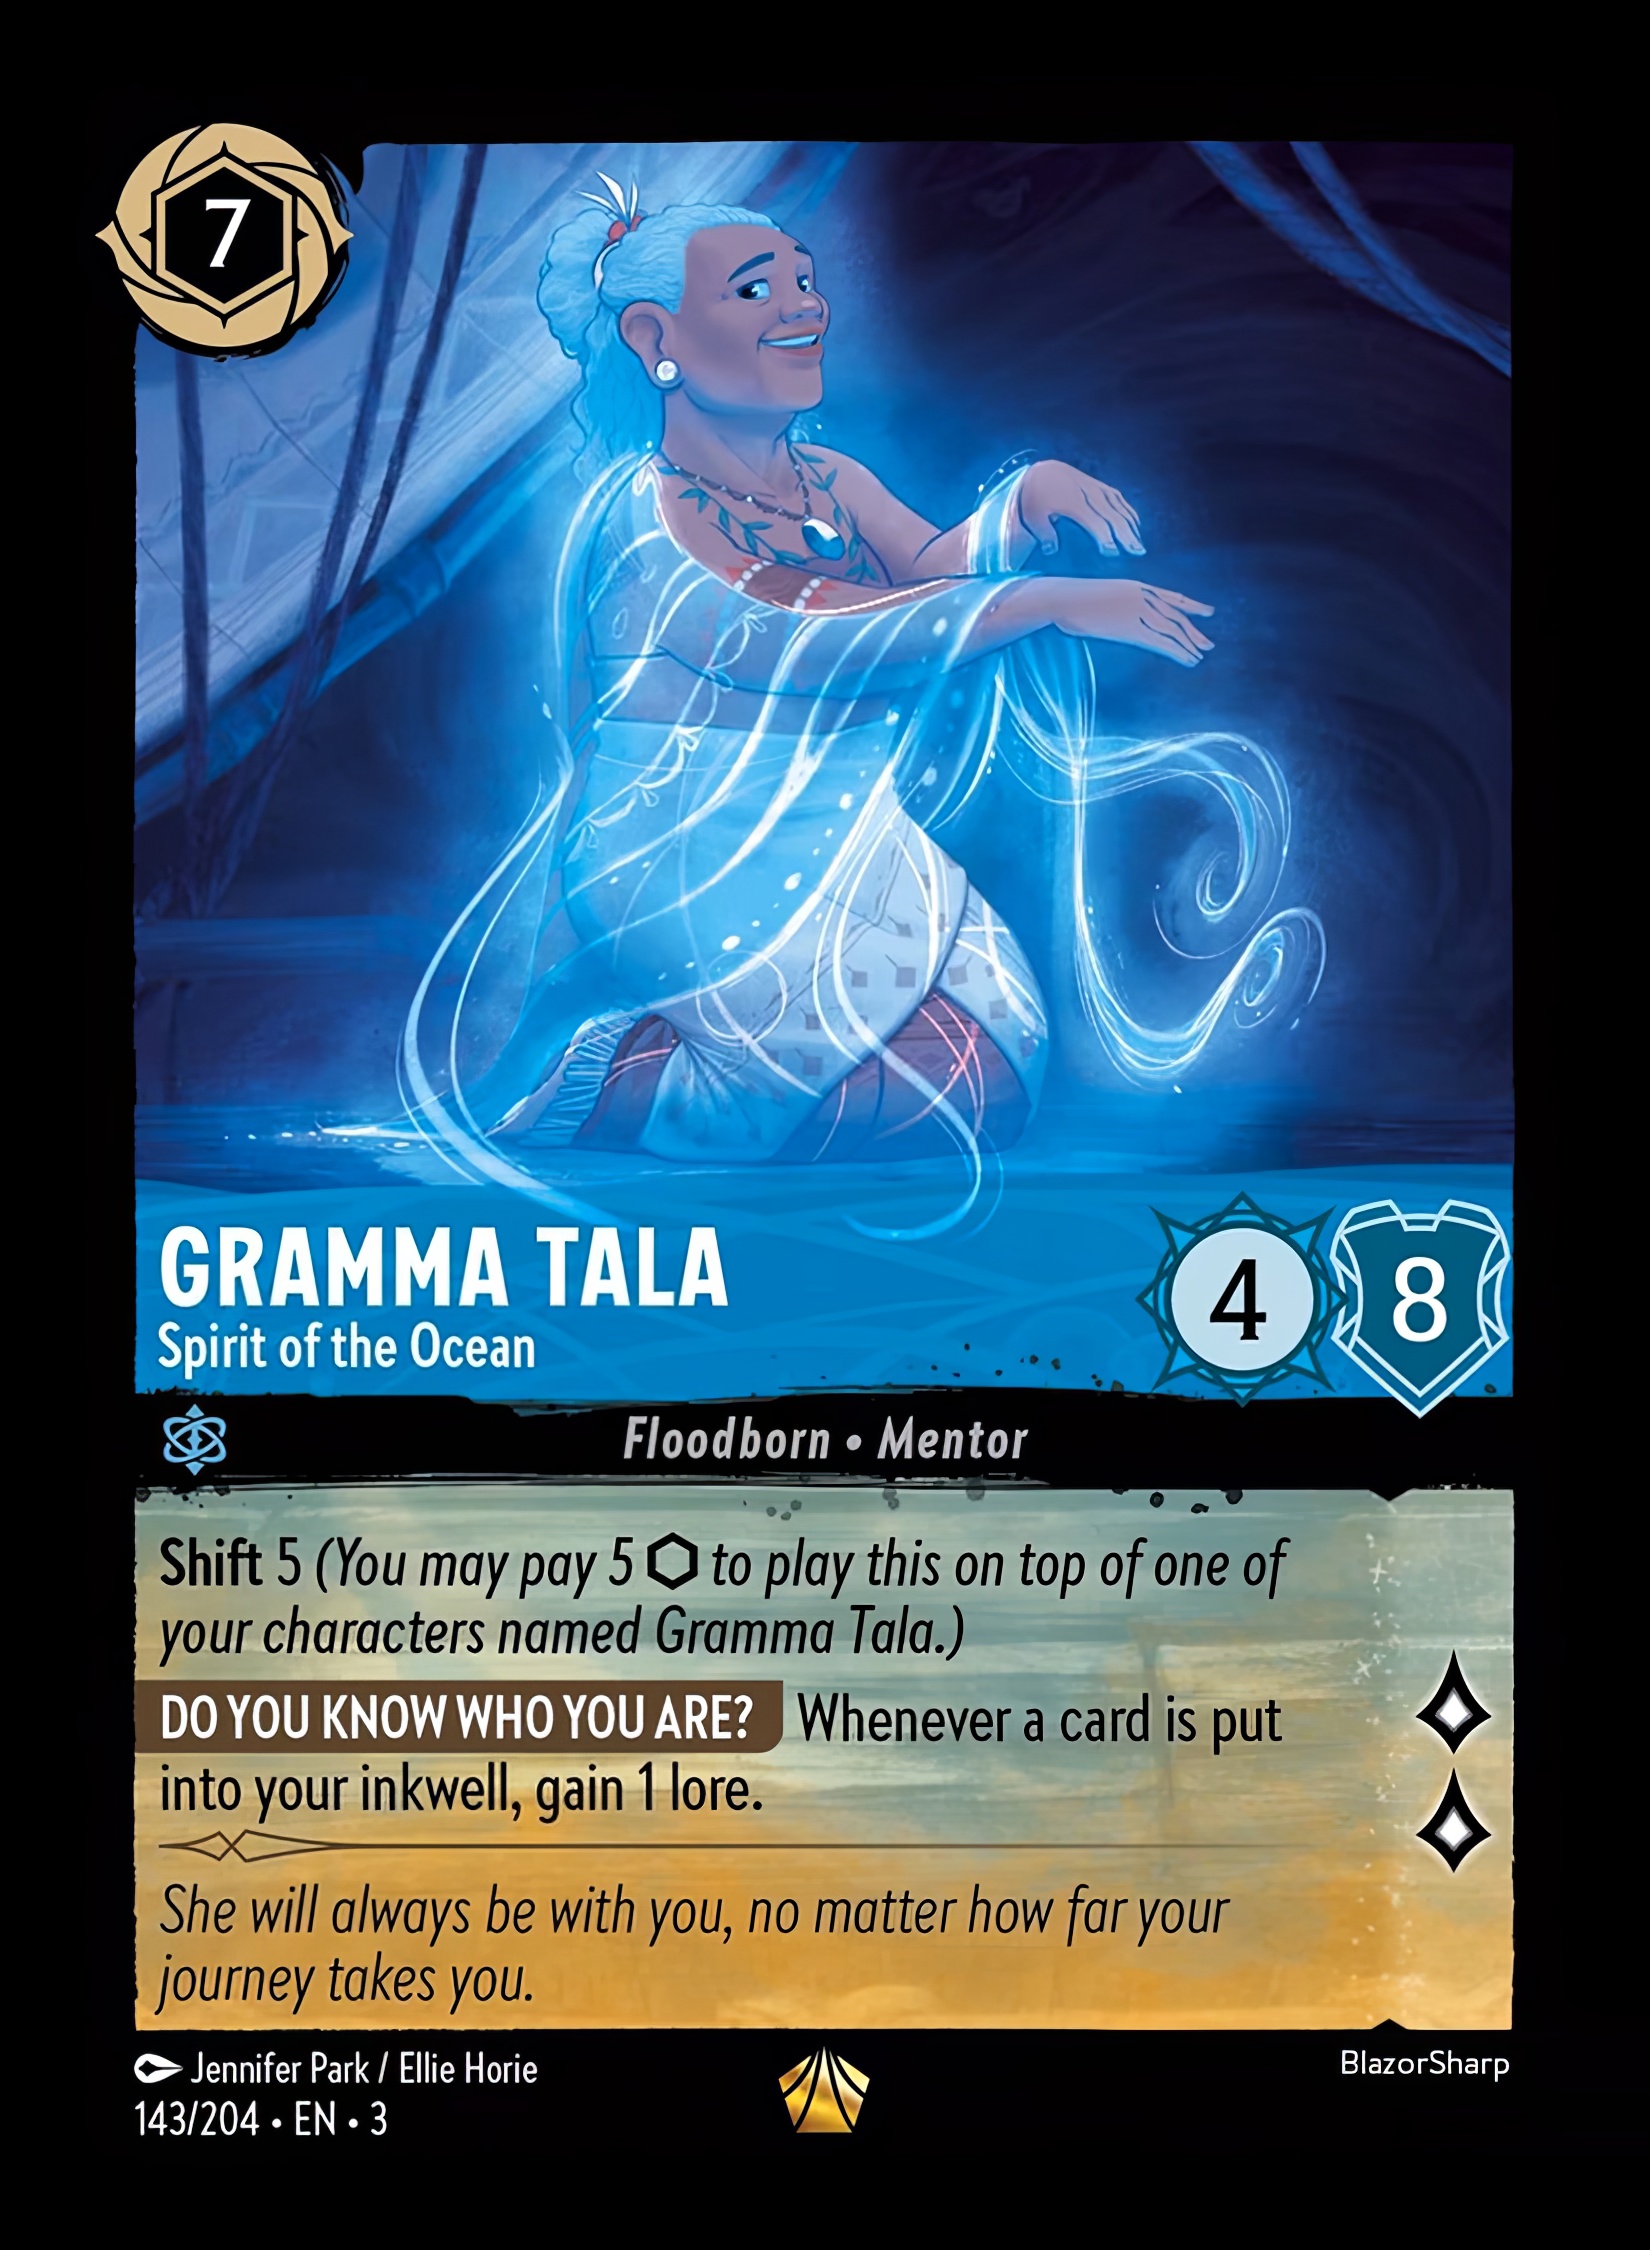 7
GRAMMA TALA
Spirit of the Ocean
4
8
Floodborn • Mentor
Shift 5 (You may pay 5 ⬡ to play this on top of one of
your characters named Gramma Tala.)
DO YOU KNOW WHO YOU ARE? Whenever a card is put
into your inkwell, gain 1 lore.
She will always be with you, no matter how far your
journey takes you.
Jennifer Park / Ellie Horie
BlazorSharp
143/204 • EN • 3